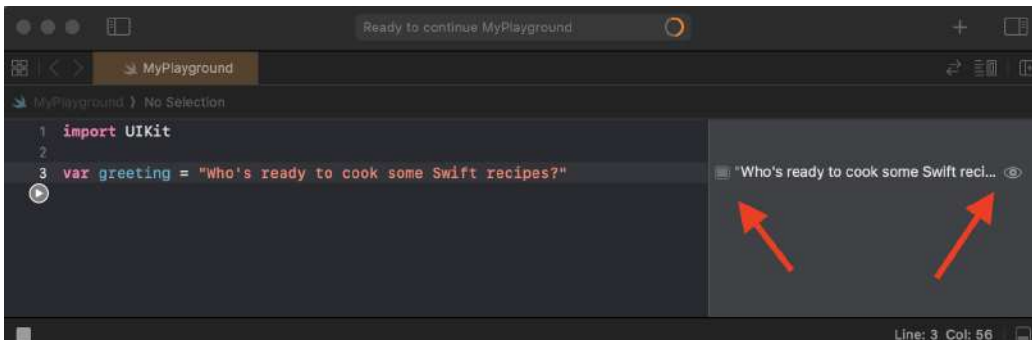 Ready to continue MyPlayground
MyPlayground
MyPlayground No Selection
1 import UIKit
2
3 var greeting = "Who's ready to cook some Swift recipes?"
"Who's ready to cook some Swift reci...
Line: 3 Col: 56